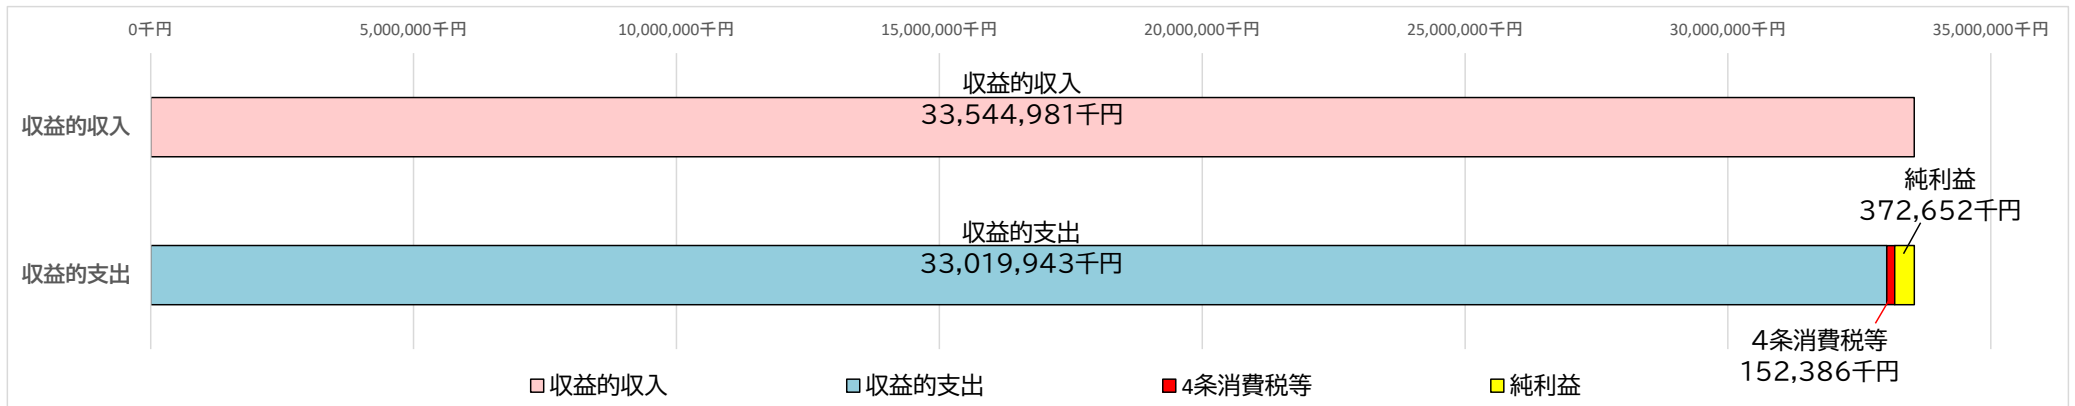 0千円 5,000,000千円 10,000,000千円 15,000,000千円 20,000,000千円 25,000,000千円 30,000,000千円 35,000,000千円
収益的収入
収益的収入
33,544,981千円
純利益
372,652千円
収益的支出
収益的支出
33,019,943千円
4条消費税等
152,386千円
収益的収入 収益的支出 4条消費税等 純利益